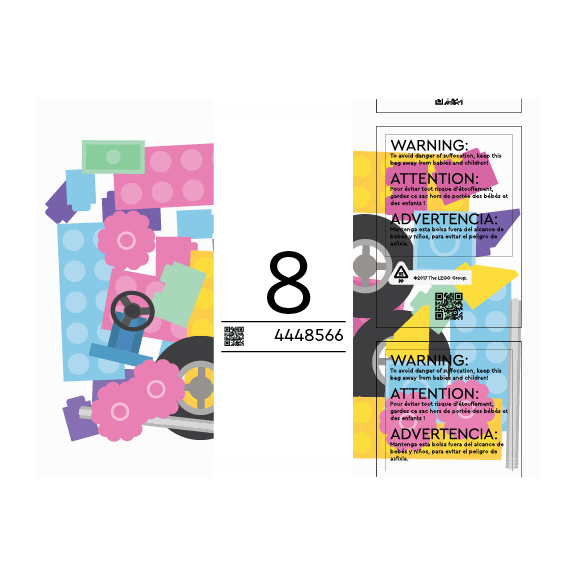 8
4448566
WARNING:
To avoid danger of suffocation, keep this
bag away from babies and children!
ATTENTION:
Pour éviter tout risque d'étouffement,
gardez ce sac hors de portée des bébés et
des enfants !
ADVERTENCIA:
Mantenga esta bolsa fuera del alcance de
bebés y niños, para evitar el peligro de
asfixia.
PP
©2017 The LEGO Group.
WARNING:
To avoid danger of suffocation, keep this
bag away from babies and children!
ATTENTION:
Pour éviter tout risque d'étouffement,
gardez ce sac hors de portée des bébés et
des enfants !
ADVERTENCIA:
Mantenga esta bolsa fuera del alcance de
bebés y niños, para evitar el peligro de
asfixia.